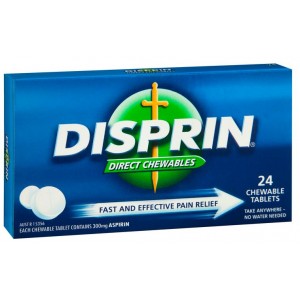 DISPRIN®
DIRECT CHEWABLES
FAST AND EFFECTIVE PAIN RELIEF
24
CHEWABLE
TABLETS
TAKE ANYWHERE -
NO WATER NEEDED
EACH CHEWABLE TABLET CONTAINS 300mg ASPIRIN
DISPRIN